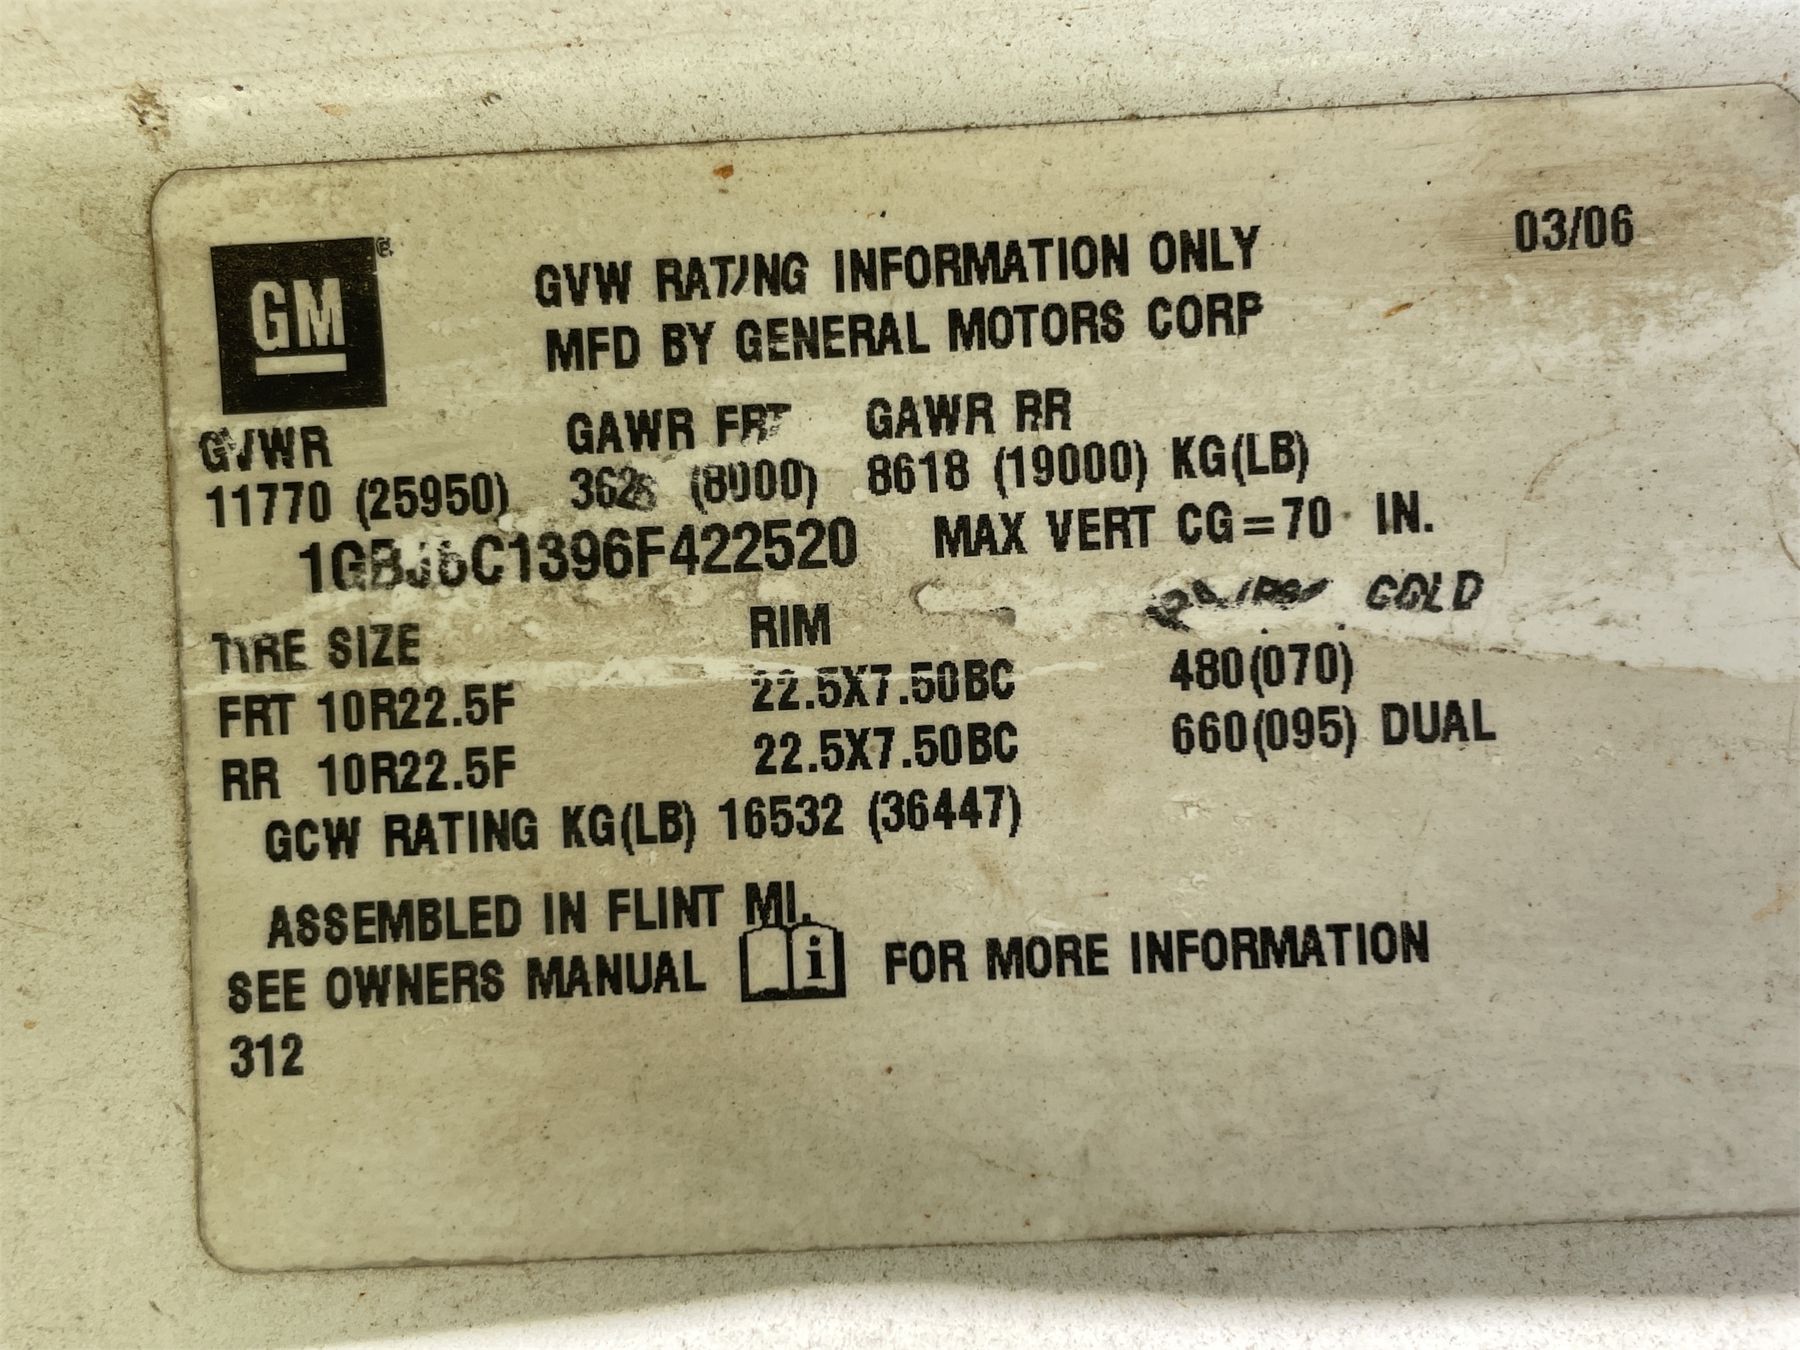 GM
03/06
GVW RATING INFORMATION ONLY
MFD BY GENERAL MOTORS CORP
GVWR GAWR FRT GAWR RR
11770 (25950) 3628 (8000) 8618 (19000) KG(LB)
MAX VERT CG=70 IN.
TIRE SIZE RIM COLD
FRT 10R22.5F 22.5X7.50BC 480(070)
RR 10R22.5F 22.5X7.50BC 660(095) DUAL
GCW RATING KG(LB) 16532 (36447)
ASSEMBLED IN FLINT MI.
SEE OWNERS MANUAL i FOR MORE INFORMATION
312